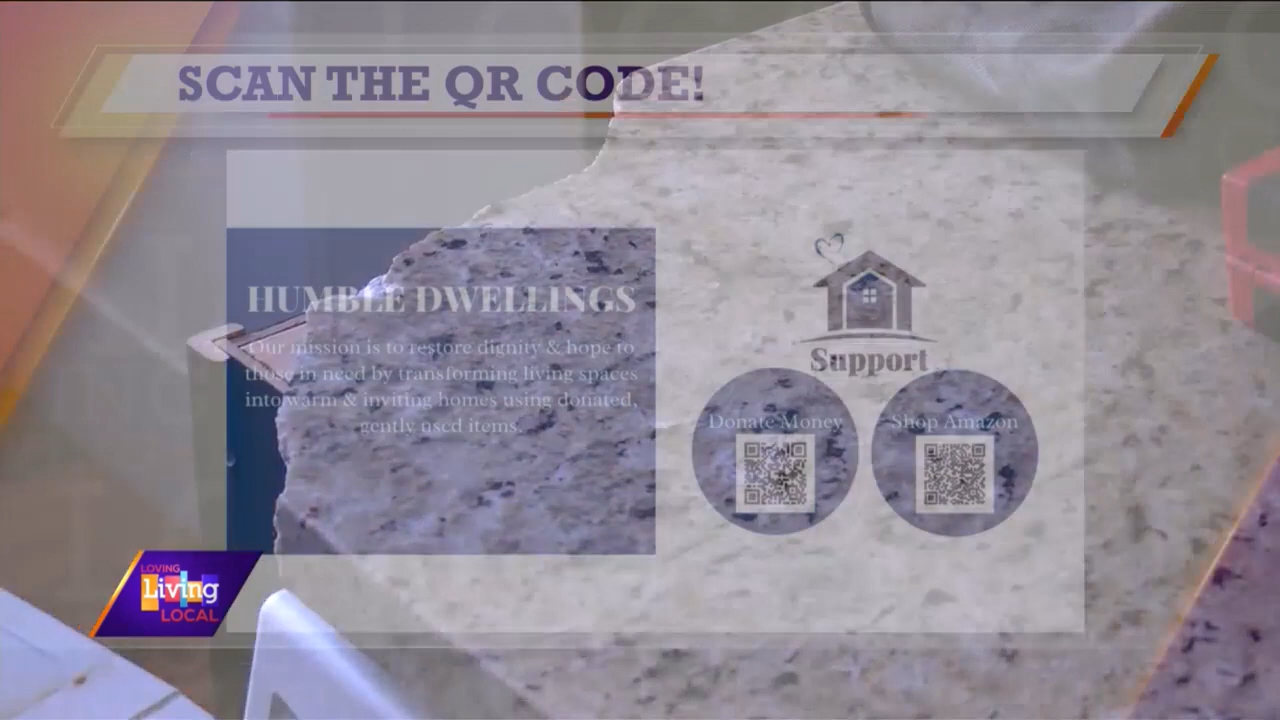 SCAN THE QR CODE!
HUMBLE DWELLINGS
Our mission is to restore dignity & hope to
those in need by transforming living spaces
into warm & inviting homes using donated,
gently used items.
Support
Donate Money
Shop Amazon
LOVING
Living
LOCAL